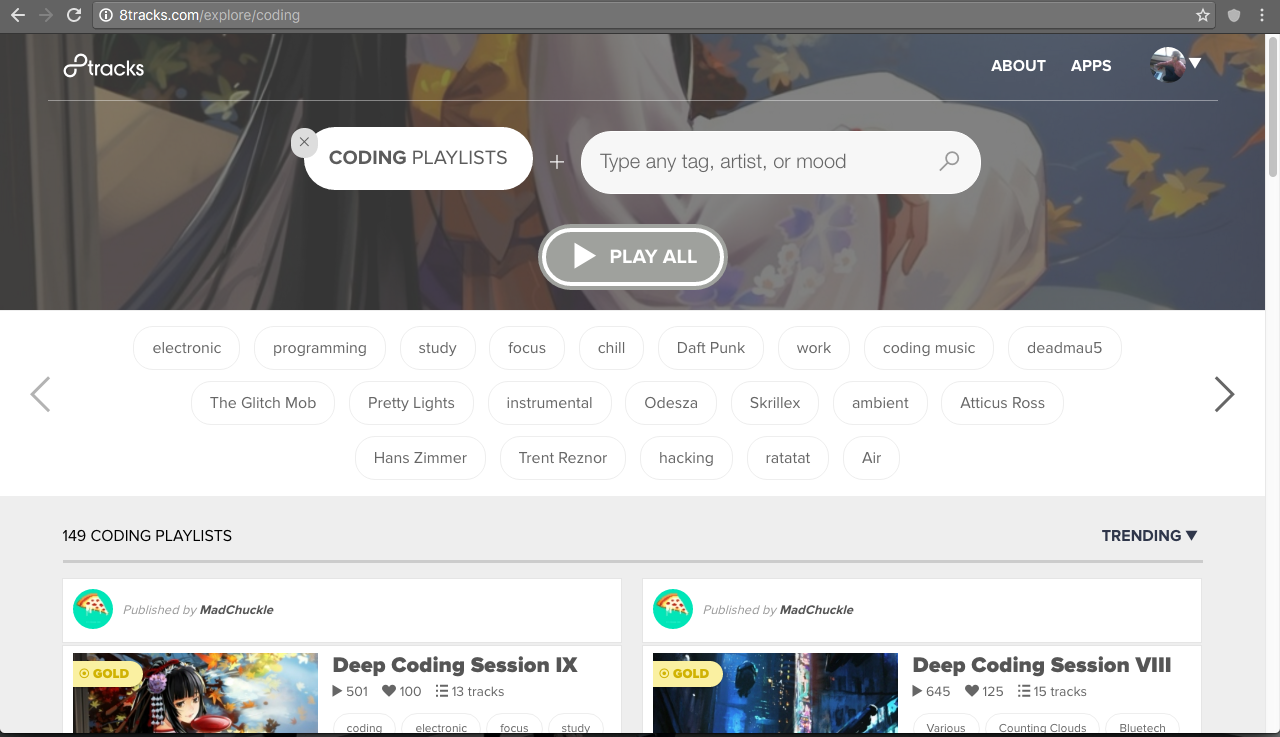 8tracks.com/explore/coding
8tracks
ABOUT APPS
CODING PLAYLISTS + Type any tag, artist, or mood
PLAY ALL
electronic programming study focus chill Daft Punk work coding music deadmau5
The Glitch Mob Pretty Lights instrumental Odesza Skrillex ambient Atticus Ross
Hans Zimmer Trent Reznor hacking ratatat Air
149 CODING PLAYLISTS TRENDING ▼
Published by MadChuckle
GOLD
Deep Coding Session IX
501 100 13 tracks
coding electronic focus study
Published by MadChuckle
GOLD
Deep Coding Session VIII
645 125 15 tracks
Various Counting Clouds Bluetech